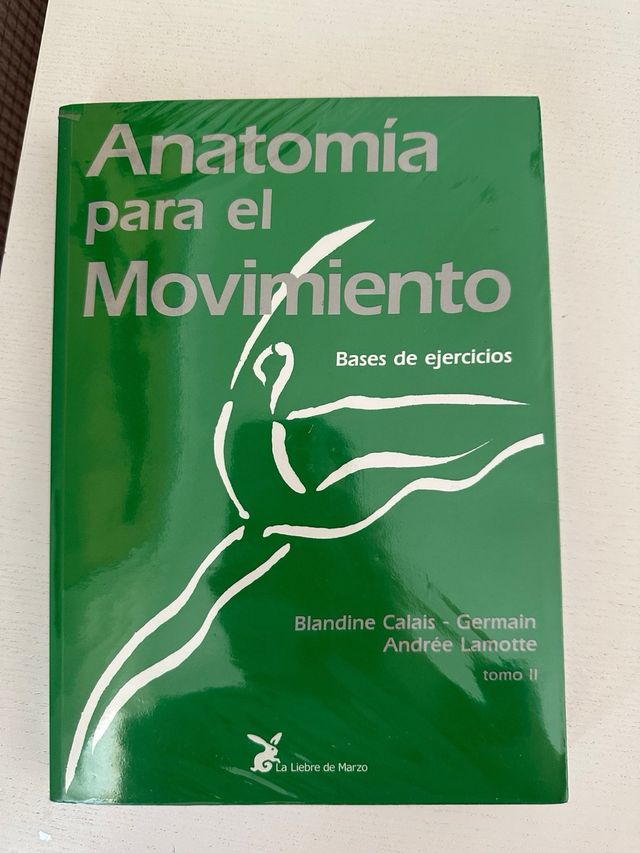 Anatomía
para el
Movimiento
Bases de ejercicios
Blandine Calais - Germain
Andrée Lamotte
tomo II
La Liebre de Marzo